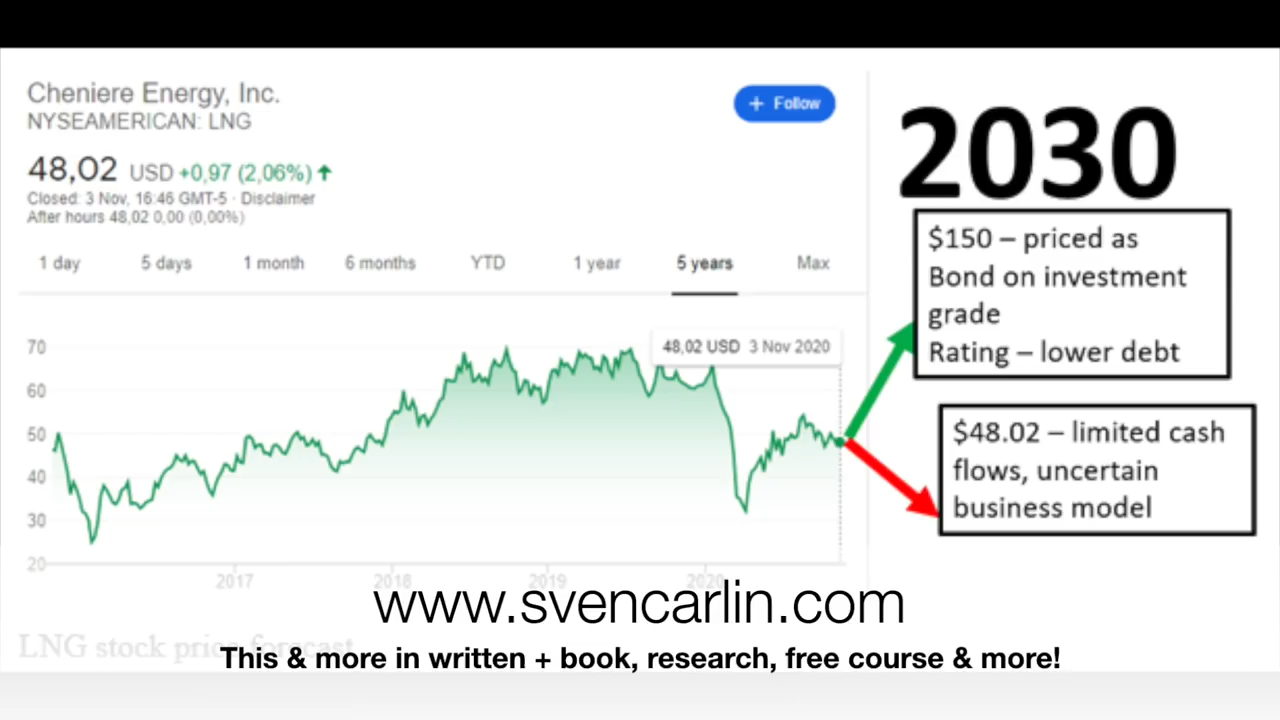 Cheniere Energy, Inc.
NYSEAMERICAN: LNG
+ Follow
48,02 USD +0,97 (2,06%) ↑
Closed: 3 Nov, 16:46 GMT-5 · Disclaimer
After hours 48,02 0,00 (0,00%)
1 day 5 days 1 month 6 months YTD 1 year 5 years Max
48,02 USD 3 Nov 2020
70
60
50
40
30
20
2017 2018 2019 2020
2030
$150 – priced as
Bond on investment
grade
Rating – lower debt
$48.02 – limited cash
flows, uncertain
business model
www.svencarlin.com
LNG stock price forecast
This & more in written + book, research, free course & more!